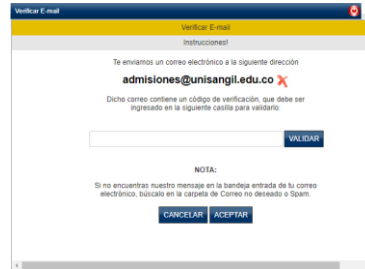 Verificar E-mail
Verificar E-mail
Instrucciones!
Te enviamos un correo electrónico a la siguiente dirección
admisiones@unisangil.edu.co
Dicho correo contiene un código de verificación, que debe ser
ingresado en la siguiente casilla para validarlo:
VALIDAR
NOTA:
Si no encuentras nuestro mensaje en la bandeja entrada de tu correo
electrónico, búscalo en la carpeta de Correo no deseado o Spam.
CANCELAR ACEPTAR